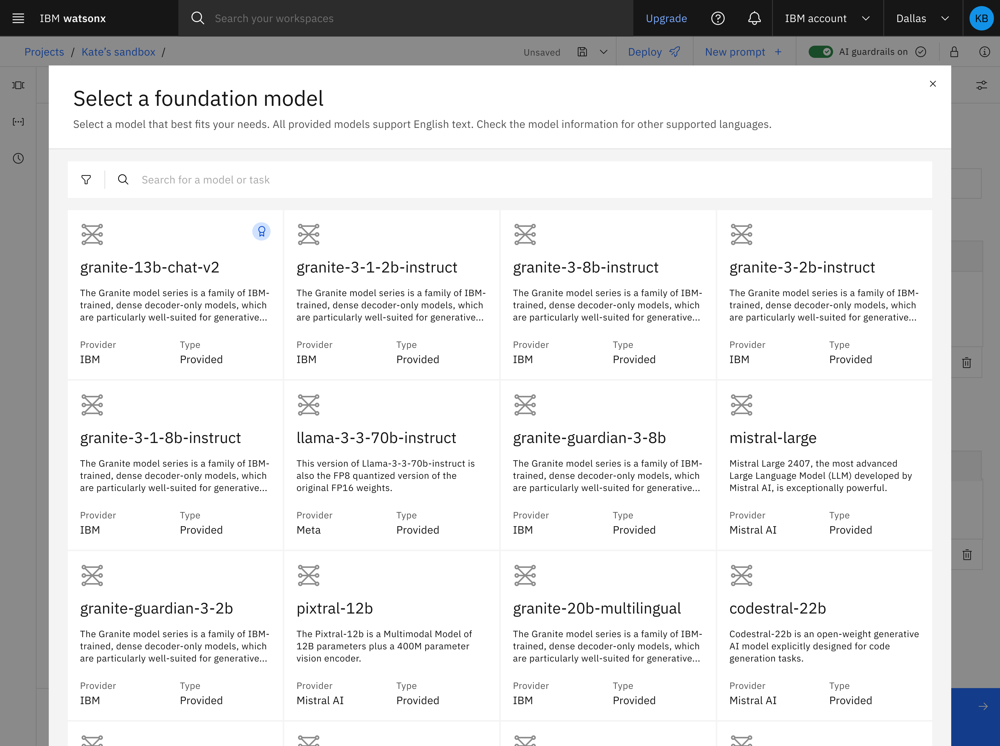 IBM watsonx
Search your workspaces
Upgrade
IBM account
Dallas
KB
Projects / Kate’s sandbox /
Unsaved
Deploy
New prompt +
AI guardrails on
Select a foundation model
Select a model that best fits your needs. All provided models support English text. Check the model information for other supported languages.
Search for a model or task
granite-13b-chat-v2
The Granite model series is a family of IBM-
trained, dense decoder-only models, which
are particularly well-suited for generative...
Provider Type
IBM Provided
granite-3-1-2b-instruct
The Granite model series is a family of IBM-
trained, dense decoder-only models, which
are particularly well-suited for generative...
Provider Type
IBM Provided
granite-3-8b-instruct
The Granite model series is a family of IBM-
trained, dense decoder-only models, which
are particularly well-suited for generative...
Provider Type
IBM Provided
granite-3-2b-instruct
The Granite model series is a family of IBM-
trained, dense decoder-only models, which
are particularly well-suited for generative...
Provider Type
IBM Provided
granite-3-1-8b-instruct
The Granite model series is a family of IBM-
trained, dense decoder-only models, which
are particularly well-suited for generative...
Provider Type
IBM Provided
llama-3-3-70b-instruct
This version of Llama-3-3-70b-instruct is
also the FP8 quantized version of the
original FP16 weights.
Provider Type
Meta Provided
granite-guardian-3-8b
The Granite model series is a family of IBM-
trained, dense decoder-only models, which
are particularly well-suited for generative...
Provider Type
IBM Provided
mistral-large
Mistral Large 2407, the most advanced
Large Language Model (LLM) developed by
Mistral AI, is exceptionally powerful.
Provider Type
Mistral AI Provided
granite-guardian-3-2b
The Granite model series is a family of IBM-
trained, dense decoder-only models, which
are particularly well-suited for generative...
Provider Type
IBM Provided
pixtral-12b
The Pixtral-12b is a Multimodal Model of
12B parameters plus a 400M parameter
vision encoder.
Provider Type
Mistral AI Provided
granite-20b-multilingual
The Granite model series is a family of IBM-
trained, dense decoder-only models, which
are particularly well-suited for generative...
Provider Type
IBM Provided
codestral-22b
Codestral-22b is an open-weight generative
AI model explicitly designed for code
generation tasks.
Provider Type
Mistral AI Provided